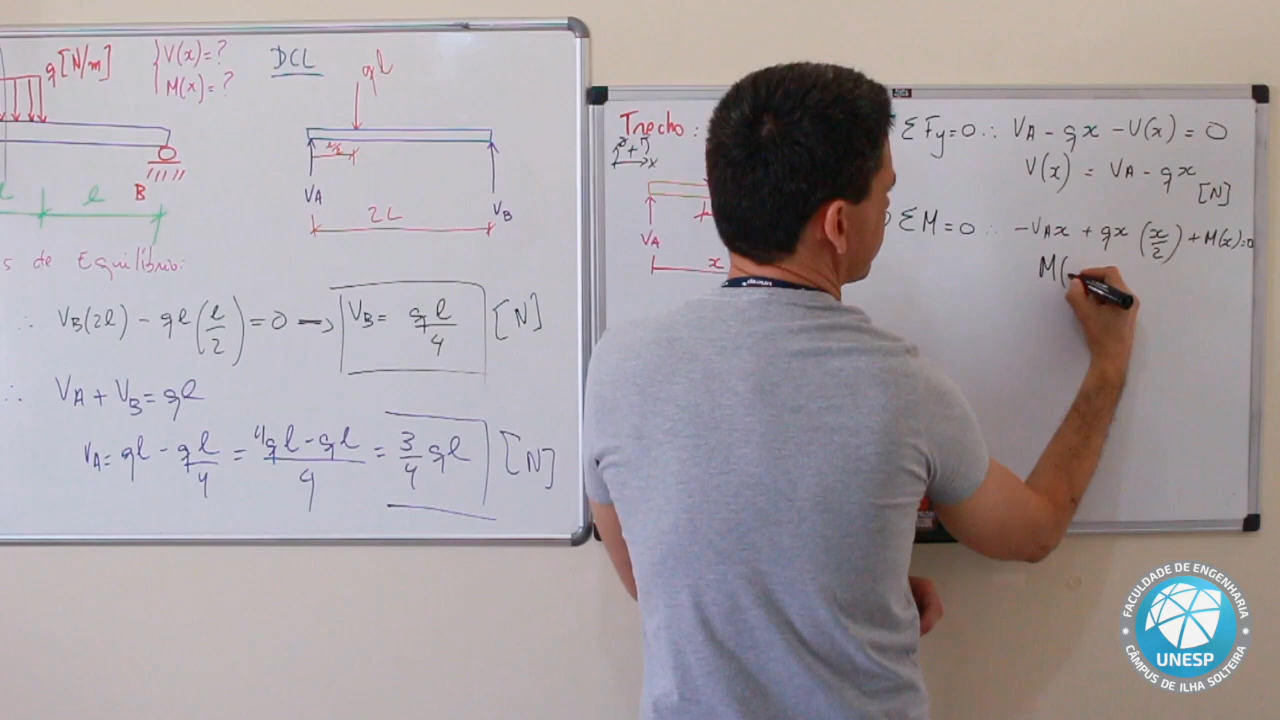 q[N/m]
V(x)=?
M(x)=?
DCL
ql
l/2
VA
VB
2L
B
l
l
s de Equilíbrio:
∴ VB(2l) - ql(l/2) = 0 → VB = ql/4 [N]
∴ VA + VB = ql
VA = ql - ql/4 = 4ql - ql/4 = 3/4 ql [N]
Trecho:
+
x
VA
x
ΣFy=0 ∴ VA - qx - V(x) = 0
V(x) = VA - qx
[N]
ΣM=0 ∴ -VAx + qx (x/2) + M(x)=0
M(
FACULDADE DE ENGENHARIA
UNESP
CÂMPUS DE ILHA SOLTEIRA